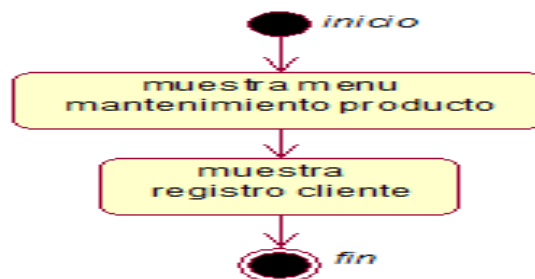 inicio
muestra menu
mantenimiento producto
muestra
registro cliente
fin